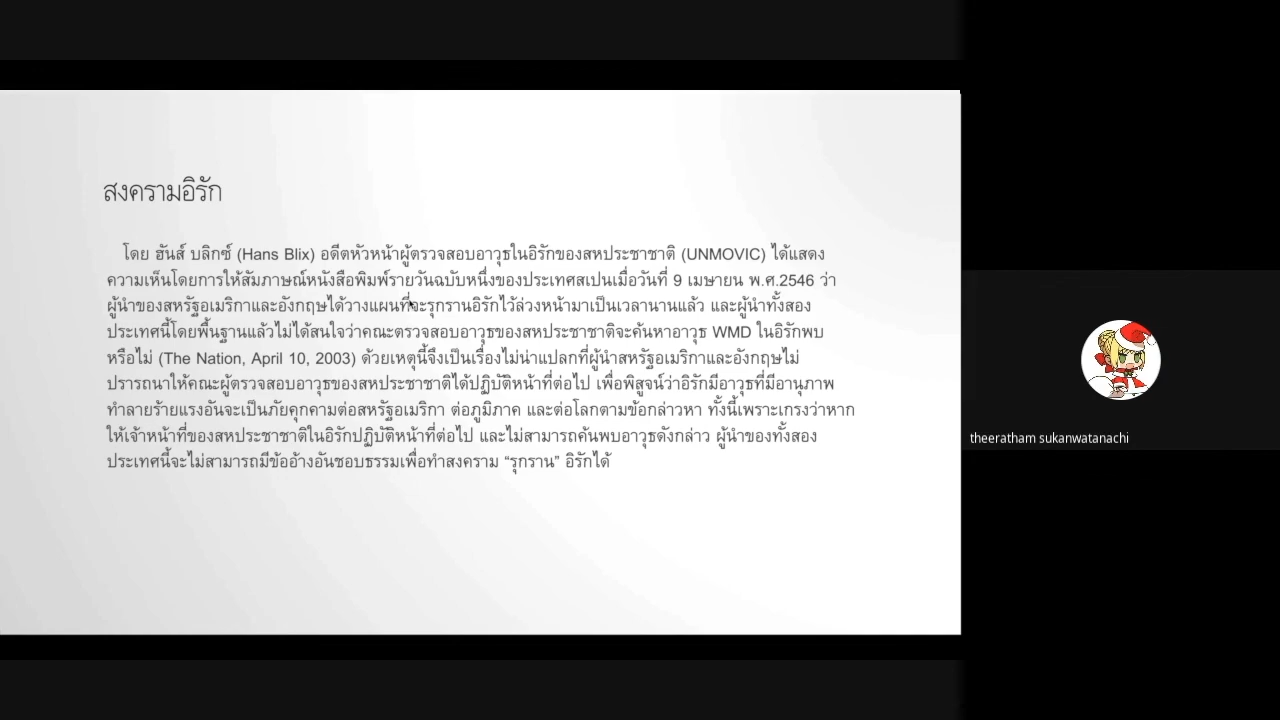 สงครามอิรัก
โดย ฮันส์ บลิกซ์ (Hans Blix) อดีตหัวหน้าผู้ตรวจสอบอาวุธในอิรักของสหประชาชาติ (UNMOVIC) ได้แสดง
ความเห็นโดยการให้สัมภาษณ์หนังสือพิมพ์รายวันฉบับหนึ่งของประเทศสเปนเมื่อวันที่ 9 เมษายน พ.ศ.2546 ว่า
ผู้นำของสหรัฐอเมริกาและอังกฤษได้วางแผนที่จะรุกรานอิรักไว้ล่วงหน้ามาเป็นเวลานานแล้ว และผู้นำทั้งสอง
ประเทศนี้โดยพื้นฐานแล้วไม่ได้สนใจว่าคณะตรวจสอบอาวุธของสหประชาชาติจะค้นหาอาวุธ WMD ในอิรักพบ
หรือไม่ (The Nation, April 10, 2003) ด้วยเหตุนี้จึงเป็นเรื่องไม่น่าแปลกที่ผู้นำสหรัฐอเมริกาและอังกฤษไม่
ปรารถนาให้คณะผู้ตรวจสอบอาวุธของสหประชาชาติได้ปฏิบัติหน้าที่ต่อไป เพื่อพิสูจน์ว่าอิรักมีอาวุธที่มีอานุภาพ
ทำลายร้ายแรงอันจะเป็นภัยคุกคามต่อสหรัฐอเมริกา ต่อภูมิภาค และต่อโลกตามข้อกล่าวหา ทั้งนี้เพราะเกรงว่าหาก
ให้เจ้าหน้าที่ของสหประชาชาติในอิรักปฏิบัติหน้าที่ต่อไป และไม่สามารถค้นพบอาวุธดังกล่าว ผู้นำของทั้งสอง
ประเทศนี้จะไม่สามารถมีข้ออ้างอันชอบธรรมเพื่อทำสงคราม “รุกราน” อิรักได้
theeratham sukanwatanachi